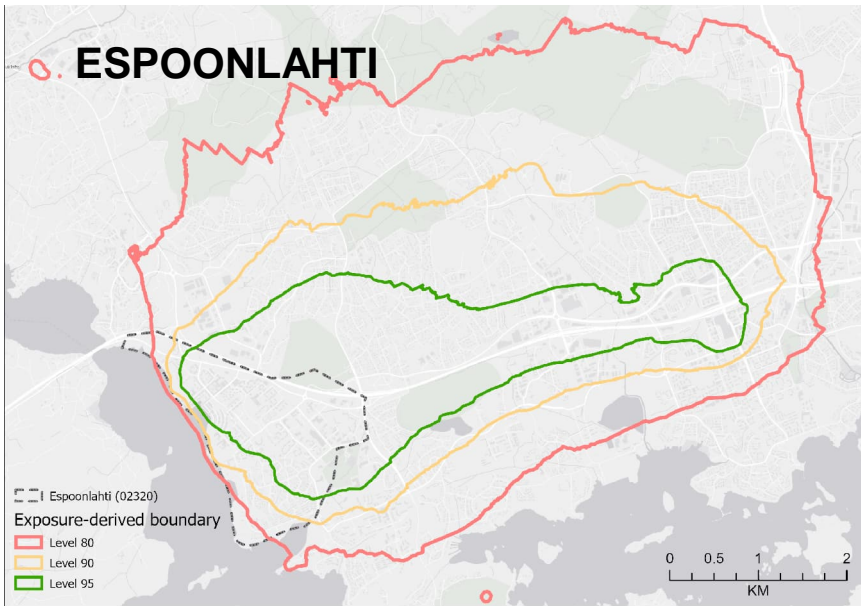 ESPOONLAHTI
Espoonlahti (02320)
Exposure-derived boundary
Level 80
Level 90
Level 95
0 0.5 1 2
KM